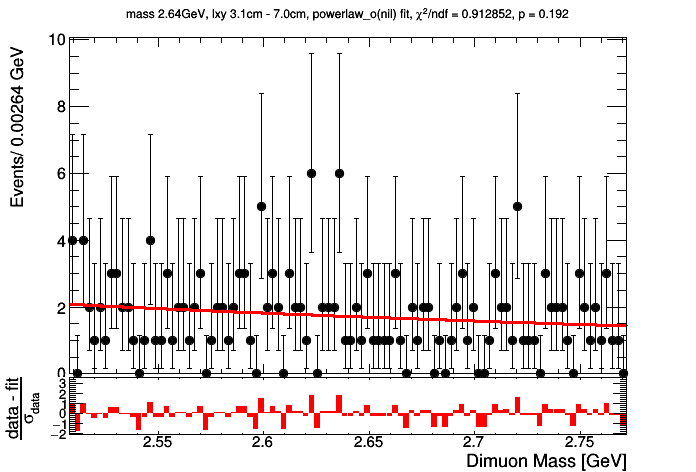 mass 2.64GeV, lxy 3.1cm - 7.0cm, powerlaw_o(nil) fit, χ²/ndf = 0.912852, p = 0.192
Events/ 0.00264 GeV
10
8
6
4
2
0
data - fit
σdata
3
2
1
0
−1
−2
2.55 2.6 2.65 2.7 2.75
Dimuon Mass [GeV]